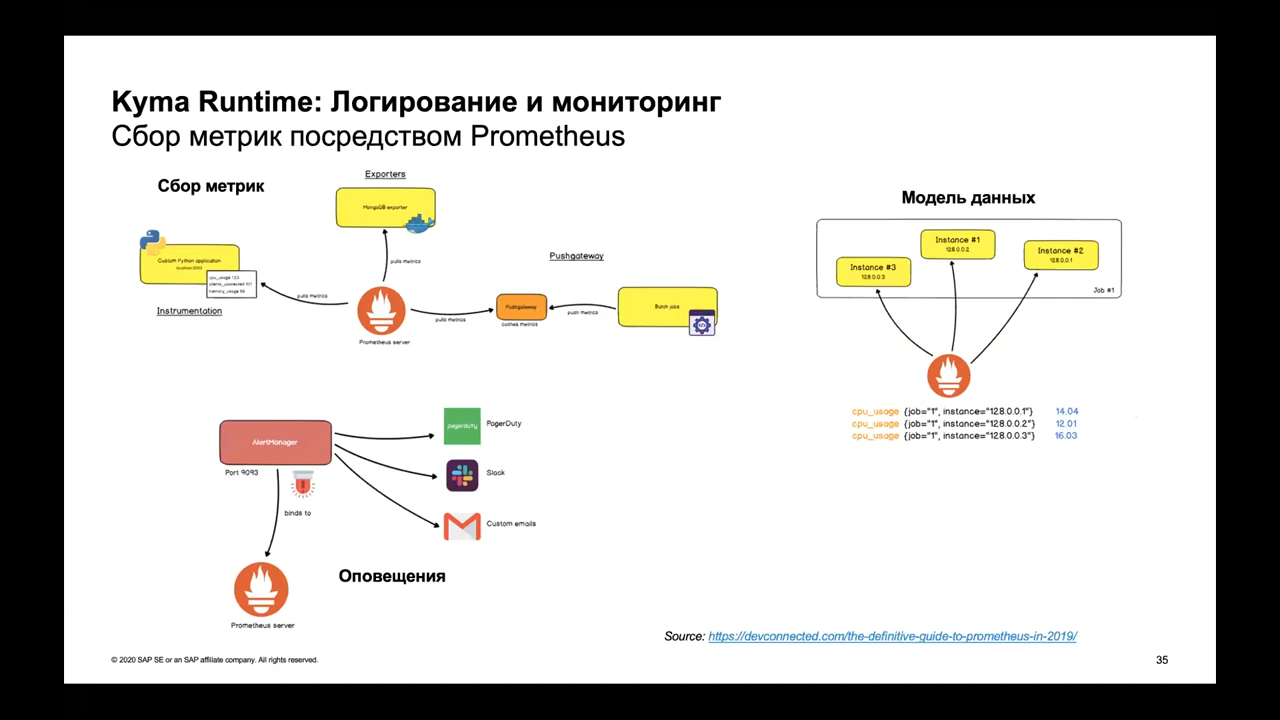 Kyma Runtime: Логирование и мониторинг
Сбор метрик посредством Prometheus
Сбор метрик
Exporters
MongoDB exporter
pulls metrics
Custom Python application
cpu_usage 123
clients_connected 101
memory_usage
Instrumentation
pulls metrics
Prometheus server
pulls metrics
Pushgateway
Pushgateway
caches metrics
push metrics
Batch jobs
Модель данных
Instance #1
128.0.0.2
Instance #2
128.0.0.1
Instance #3
128.0.0.3
Job #1
cpu_usage {job="1", instance="128.0.0.1"} 14.04
cpu_usage {job="1", instance="128.0.0.2"} 12.01
cpu_usage {job="1", instance="128.0.0.3"} 16.03
AlertManager
Port 9093
binds to
Prometheus server
pagerduty
PagerDuty
Slack
Custom emails
Оповещения
Source: https://devconnected.com/the-definitive-guide-to-prometheus-in-2019/
© 2020 SAP SE or an SAP affiliate company. All rights reserved.
35